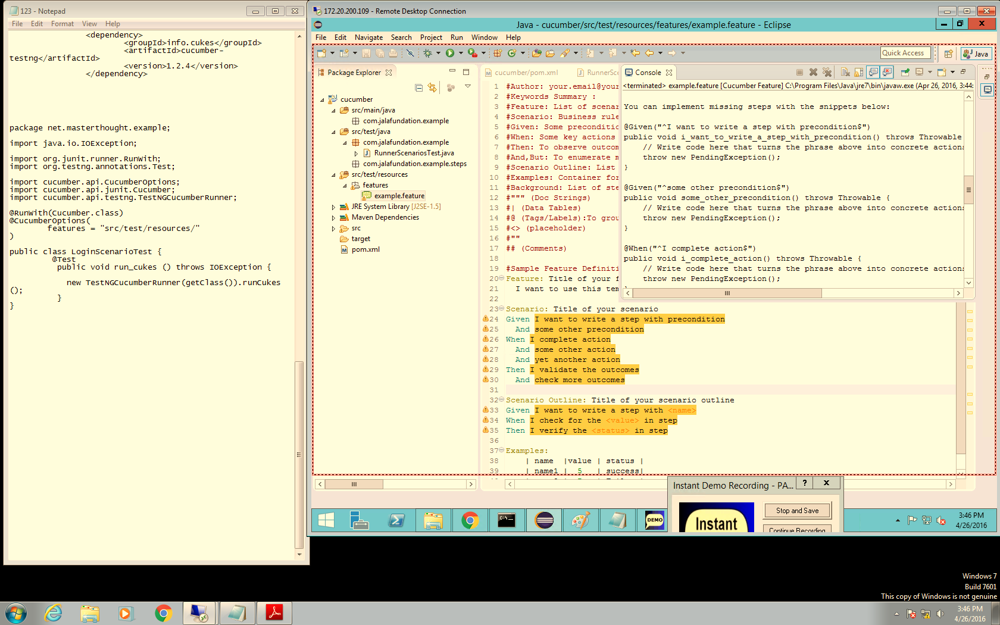 123 - Notepad
File Edit Format View Help
<dependency>
<groupId>info.cukes</groupId>
<artifactId>cucumber-
testng</artifactId>
<version>1.2.4</version>
</dependency>
package net.masterthought.example;
import java.io.IOException;
import org.junit.runner.RunWith;
import org.testng.annotations.Test;
import cucumber.api.CucumberOptions;
import cucumber.api.junit.Cucumber;
import cucumber.api.testng.TestNGCucumberRunner;
@RunWith(Cucumber.class)
@CucumberOptions(
features = "src/test/resources/"
)
public class LoginScenarioTest {
@Test
public void run_cukes () throws IOException {
new TestNGCucumberRunner(getClass()).runCukes
();
}
}
172.20.200.109 - Remote Desktop Connection
Java - cucumber/src/test/resources/features/example.feature - Eclipse
File Edit Navigate Search Project Run Window Help
Quick Access
Java
Package Explorer
cucumber
src/main/java
com.jalafundation.example
src/test/java
com.jalafundation.example
RunnerScenariosTest.java
com.jalafundation.example.steps
src/test/resources
features
example.feature
JRE System Library [J2SE-1.5]
Maven Dependencies
src
target
pom.xml
cucumber/pom.xml
RunnerSce
1 #Author: your.email@your
2 #Keywords Summary :
3 #Feature: List of scenar
4 #Scenario: Business rule
5 #Given: Some preconditio
6 #When: Some key actions
7 #Then: To observe outcom
8 #And,But: To enumerate m
9 #Scenario Outline: List
10 #Examples: Container for
11 #Background: List of ste
12 #""" (Doc Strings)
13 #| (Data Tables)
14 #@ (Tags/Labels):To grou
15 #<> (placeholder)
16 #""
17 ## (Comments)
18
19 #Sample Feature Definiti
20 Feature: Title of your f
21 I want to use this tem
22
23 Scenario: Title of your scenario
24 Given I want to write a step with precondition
25 And some other precondition
26 When I complete action
27 And some other action
28 And yet another action
29 Then I validate the outcomes
30 And check more outcomes
31
32 Scenario Outline: Title of your scenario outline
33 Given I want to write a step with <name>
34 When I check for the <value> in step
35 Then I verify the <status> in step
36
37 Examples:
38 | name |value | status |
39 | name1 | 5 | success|
Console
<terminated> example.feature [Cucumber Feature] C:\Program Files\Java\jre7\bin\javaw.exe (Apr 26, 2016, 3:44:
You can implement missing steps with the snippets below:
@Given("^I want to write a step with precondition$")
public void i_want_to_write_a_step_with_precondition() throws Throwable
// Write code here that turns the phrase above into concrete actions
throw new PendingException();
}
@Given("^some other precondition$")
public void some_other_precondition() throws Throwable {
// Write code here that turns the phrase above into concrete actions
throw new PendingException();
}
@When("^I complete action$")
public void i_complete_action() throws Throwable {
// Write code here that turns the phrase above into concrete actions
throw new PendingException();
Instant Demo Recording - PA...
?
Instant
Stop and Save
Continue Recording
DEMO
3:46 PM
4/26/2016
Windows 7
Build 7601
This copy of Windows is not genuine
3:46 PM
4/26/2016